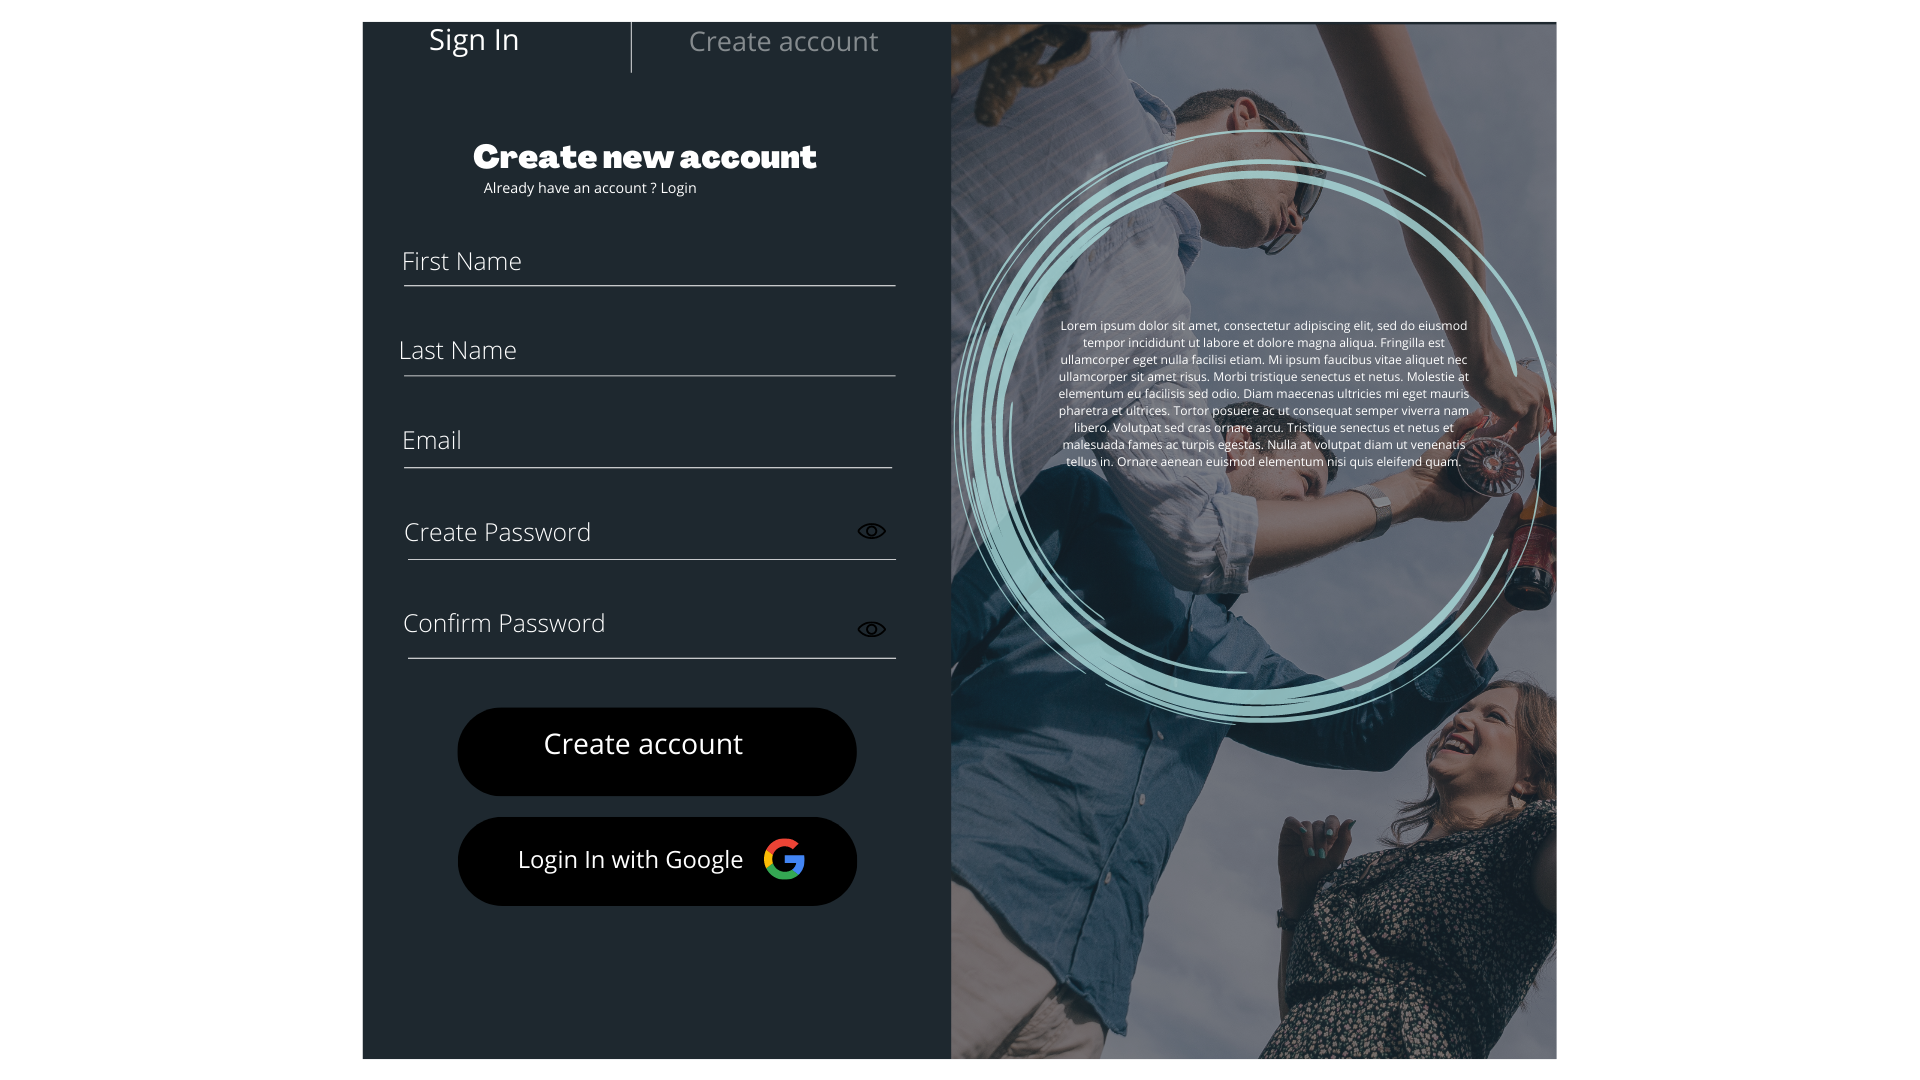 Sign In
Create account
Create new account
Already have an account ? Login
First Name
Last Name
Email
Create Password
Confirm Password
Create account
Login In with Google
Lorem ipsum dolor sit amet, consectetur adipiscing elit, sed do eiusmod
tempor incididunt ut labore et dolore magna aliqua. Fringilla est
ullamcorper eget nulla facilisi etiam. Mi ipsum faucibus vitae aliquet nec
ullamcorper sit amet risus. Morbi tristique senectus et netus. Molestie at
elementum eu facilisis sed odio. Diam maecenas ultricies mi eget mauris
pharetra et ultrices. Tortor posuere ac ut consequat semper viverra nam
libero. Volutpat sed cras ornare arcu. Tristique senectus et netus et
malesuada fames ac turpis egestas. Nulla at volutpat diam ut venenatis
tellus in. Ornare aenean euismod elementum nisi quis eleifend quam.